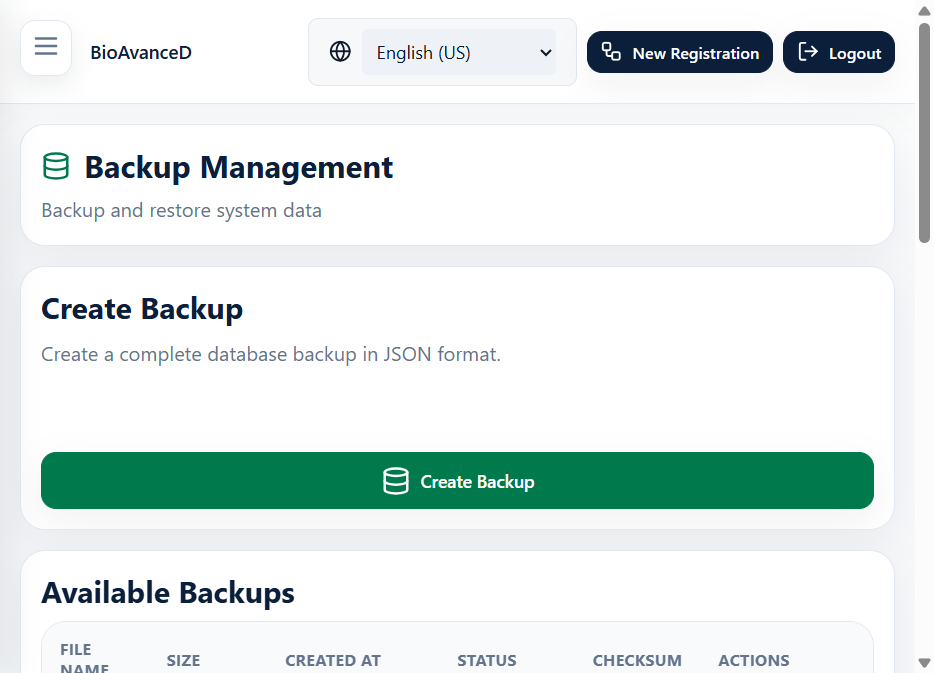 BioAvanceD
English (US)
New Registration
Logout
Backup Management
Backup and restore system data
Create Backup
Create a complete database backup in JSON format.
Create Backup
Available Backups
FILE NAME
SIZE
CREATED AT
STATUS
CHECKSUM
ACTIONS